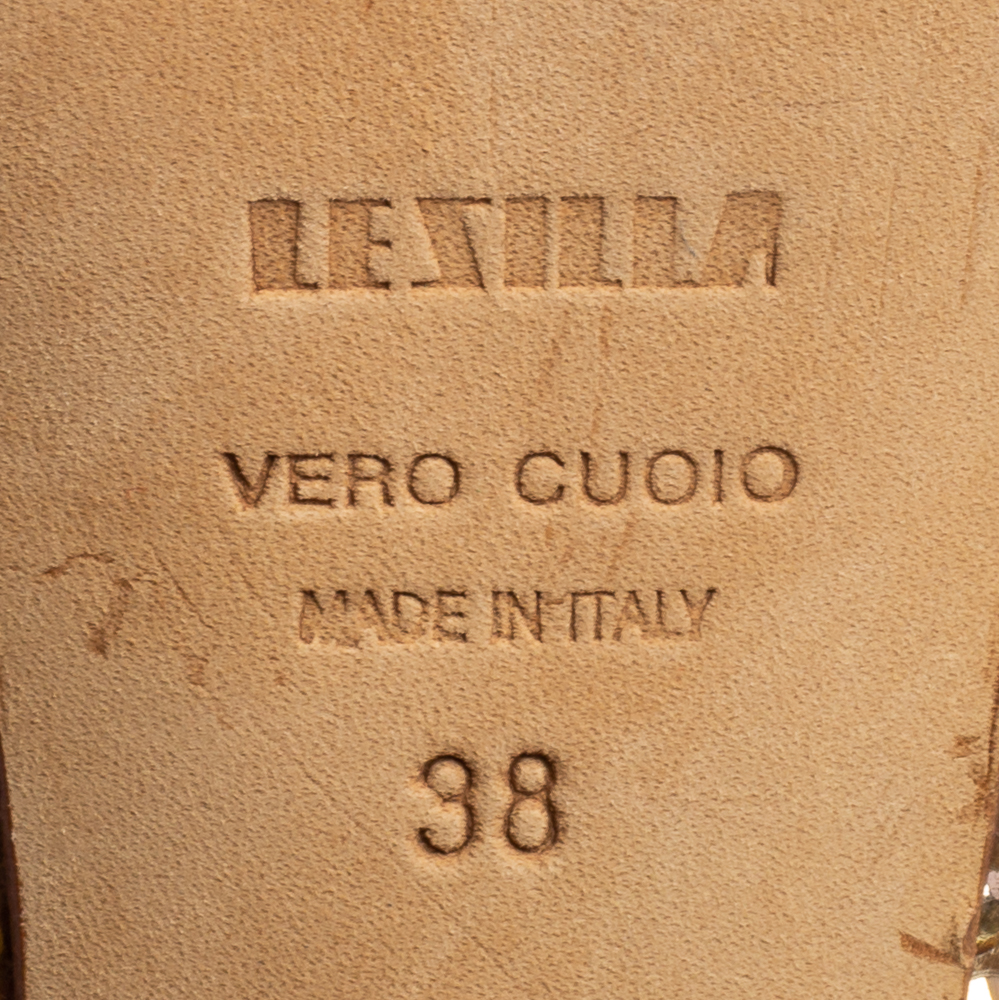 LE SILLA
VERO CUOIO
MADE IN ITALY
38